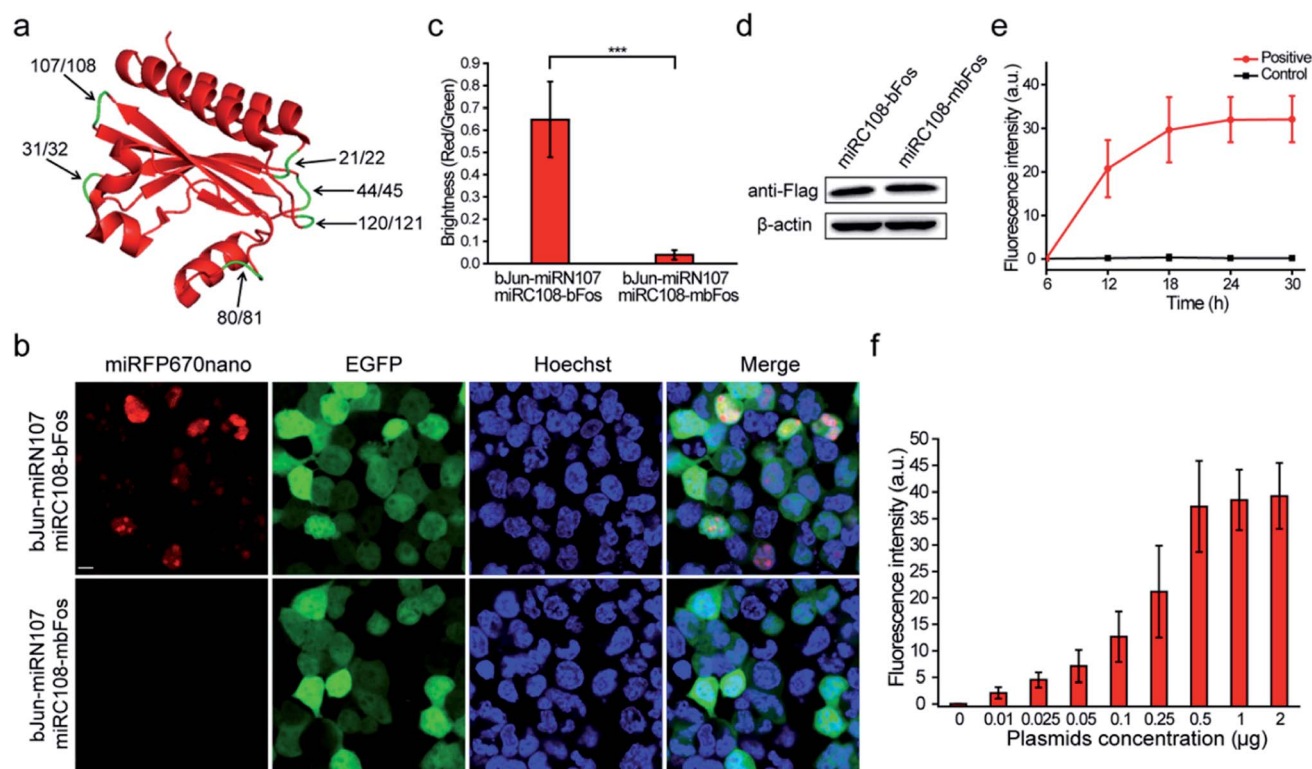 a
107/108
31/32
21/22
44/45
120/121
80/81
c
***
Brightness (Red/Green)
0.9
0.8
0.7
0.6
0.5
0.4
0.3
0.2
0.1
0.0
bJun-miRN107
miRC108-bFos
bJun-miRN107
miRC108-mbFos
d
miRC108-bFos
miRC108-mbFos
anti-Flag
β-actin
e
Positive
Control
Fluorescence intensity (a.u.)
40
30
20
10
0
6 12 18 24 30
Time (h)
b
miRFP670nano EGFP Hoechst Merge
bJun-miRN107
miRC108-bFos
bJun-miRN107
miRC108-mbFos
f
Fluorescence intensity (a.u.)
50
45
40
35
30
25
20
15
10
5
0
0 0.01 0.025 0.05 0.1 0.25 0.5 1 2
Plasmids concentration (μg)